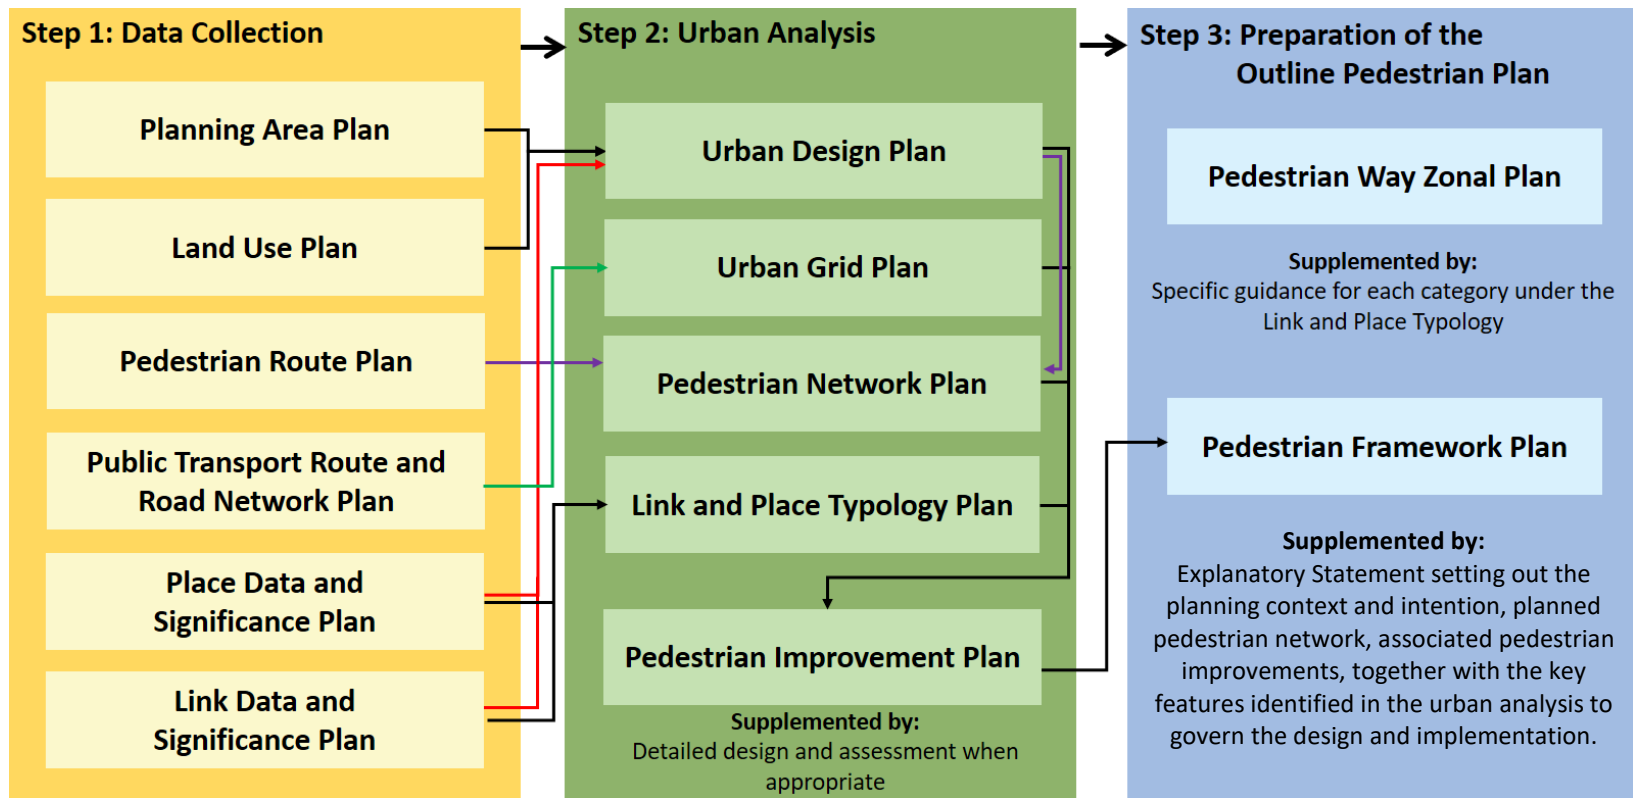 Step 1: Data Collection
Planning Area Plan
Land Use Plan
Pedestrian Route Plan
Public Transport Route and
Road Network Plan
Place Data and
Significance Plan
Link Data and
Significance Plan
Step 2: Urban Analysis
Urban Design Plan
Urban Grid Plan
Pedestrian Network Plan
Link and Place Typology Plan
Pedestrian Improvement Plan
Supplemented by:
Detailed design and assessment when
appropriate
Step 3: Preparation of the
Outline Pedestrian Plan
Pedestrian Way Zonal Plan
Supplemented by:
Specific guidance for each category under the
Link and Place Typology
Pedestrian Framework Plan
Supplemented by:
Explanatory Statement setting out the
planning context and intention, planned
pedestrian network, associated pedestrian
improvements, together with the key
features identified in the urban analysis to
govern the design and implementation.